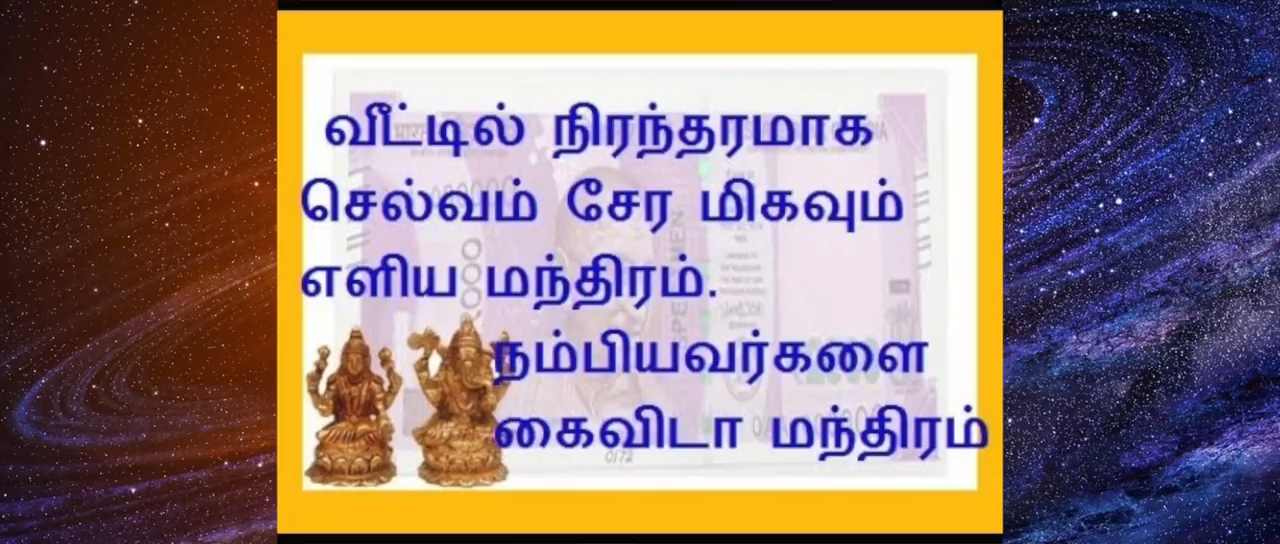 வீட்டில் நிரந்தரமாக
செல்வம் சேர மிகவும்
எளிய மந்திரம்.
நம்பியவர்களை
கைவிடா மந்திரம்